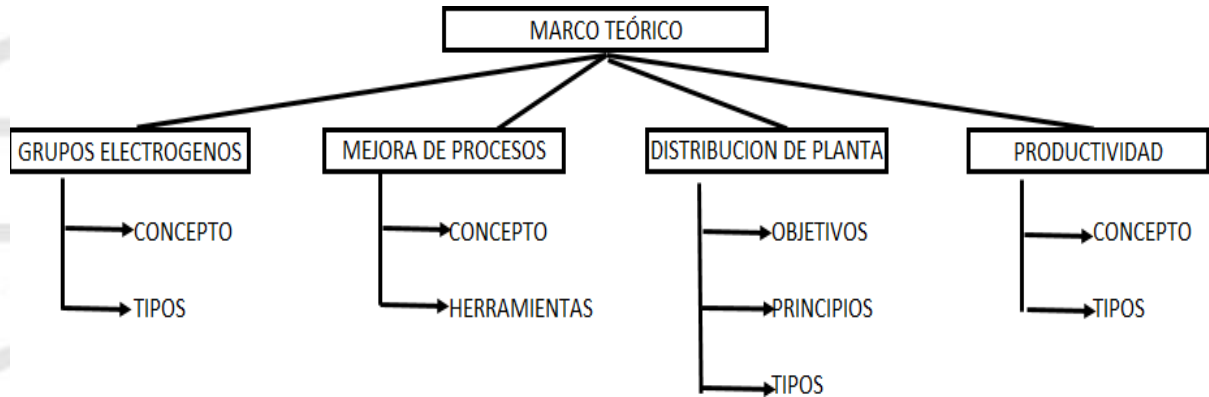 MARCO TEÓRICO
GRUPOS ELECTROGENOS
MEJORA DE PROCESOS
DISTRIBUCION DE PLANTA
PRODUCTIVIDAD
CONCEPTO
TIPOS
CONCEPTO
HERRAMIENTAS
OBJETIVOS
PRINCIPIOS
TIPOS
CONCEPTO
TIPOS